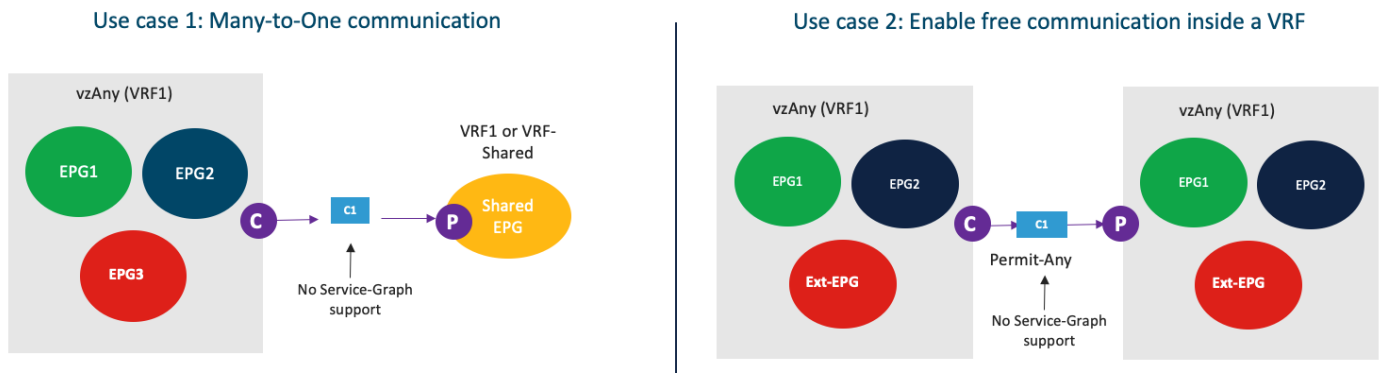 Use case 1: Many-to-One communication
vzAny (VRF1)
EPG1
EPG2
EPG3
C
C1
No Service-Graph
support
VRF1 or VRF-
Shared
P
Shared
EPG
Use case 2: Enable free communication inside a VRF
vzAny (VRF1)
EPG1
EPG2
Ext-EPG
C
C1
Permit-Any
No Service-Graph
support
P
vzAny (VRF1)
EPG1
EPG2
Ext-EPG